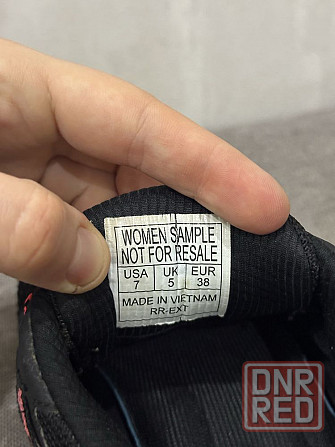 WOMEN SAMPLE
NOT FOR RESALE
USA UK EUR
7 5 38
MADE IN VIETNAM
RR-EXT
DNR
RED